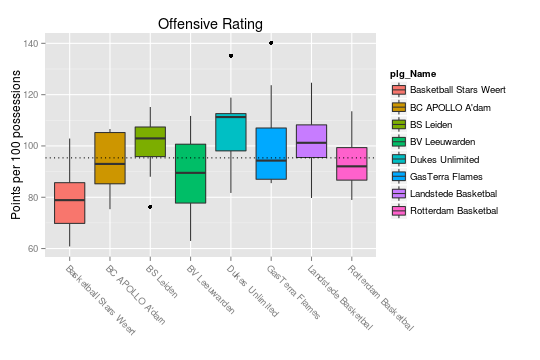 Offensive Rating
Points per 100 possessions
140
120
100
80
60
Basketball Stars Weert
BC APOLLO A'dam
BS Leiden
BV Leeuwarden
Dukes Unlimited
GasTerra Flames
Landstede Basketbal
Rotterdam Basketbal
plg_Name
Basketball Stars Weert
BC APOLLO A'dam
BS Leiden
BV Leeuwarden
Dukes Unlimited
GasTerra Flames
Landstede Basketbal
Rotterdam Basketbal